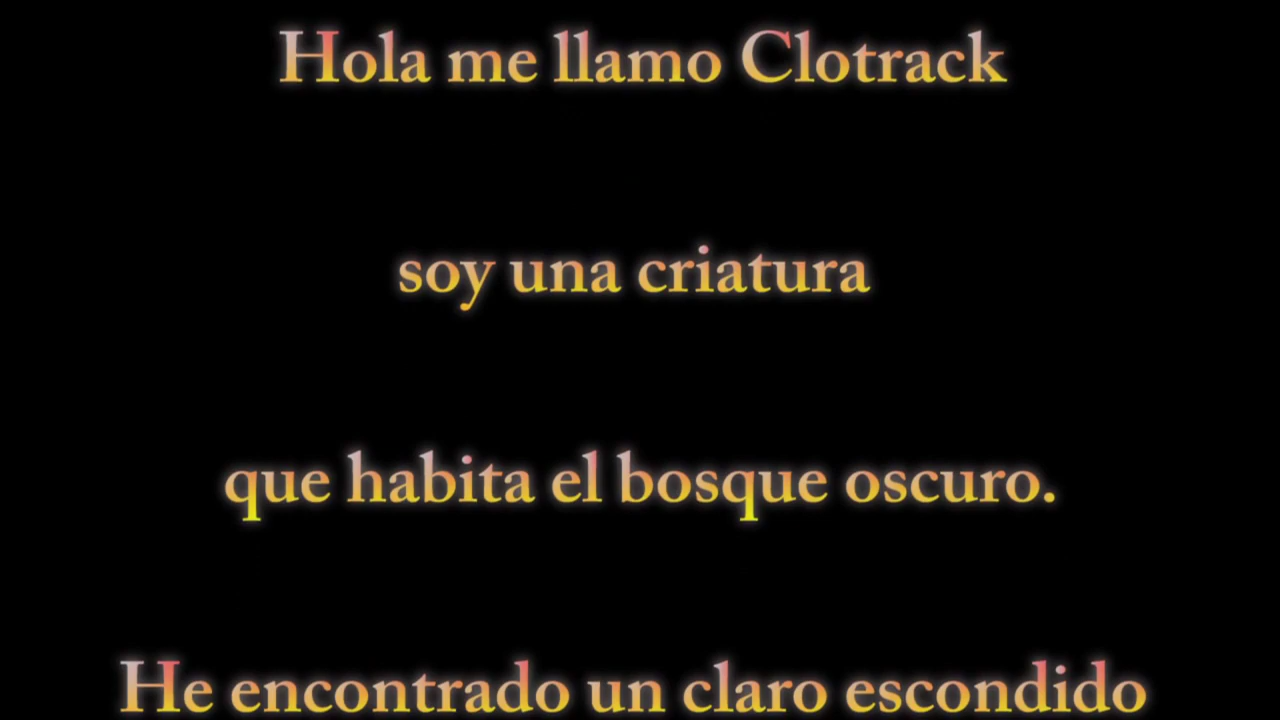 Hola me llamo Clotrack
soy una criatura
que habita el bosque oscuro.
He encontrado un claro escondido